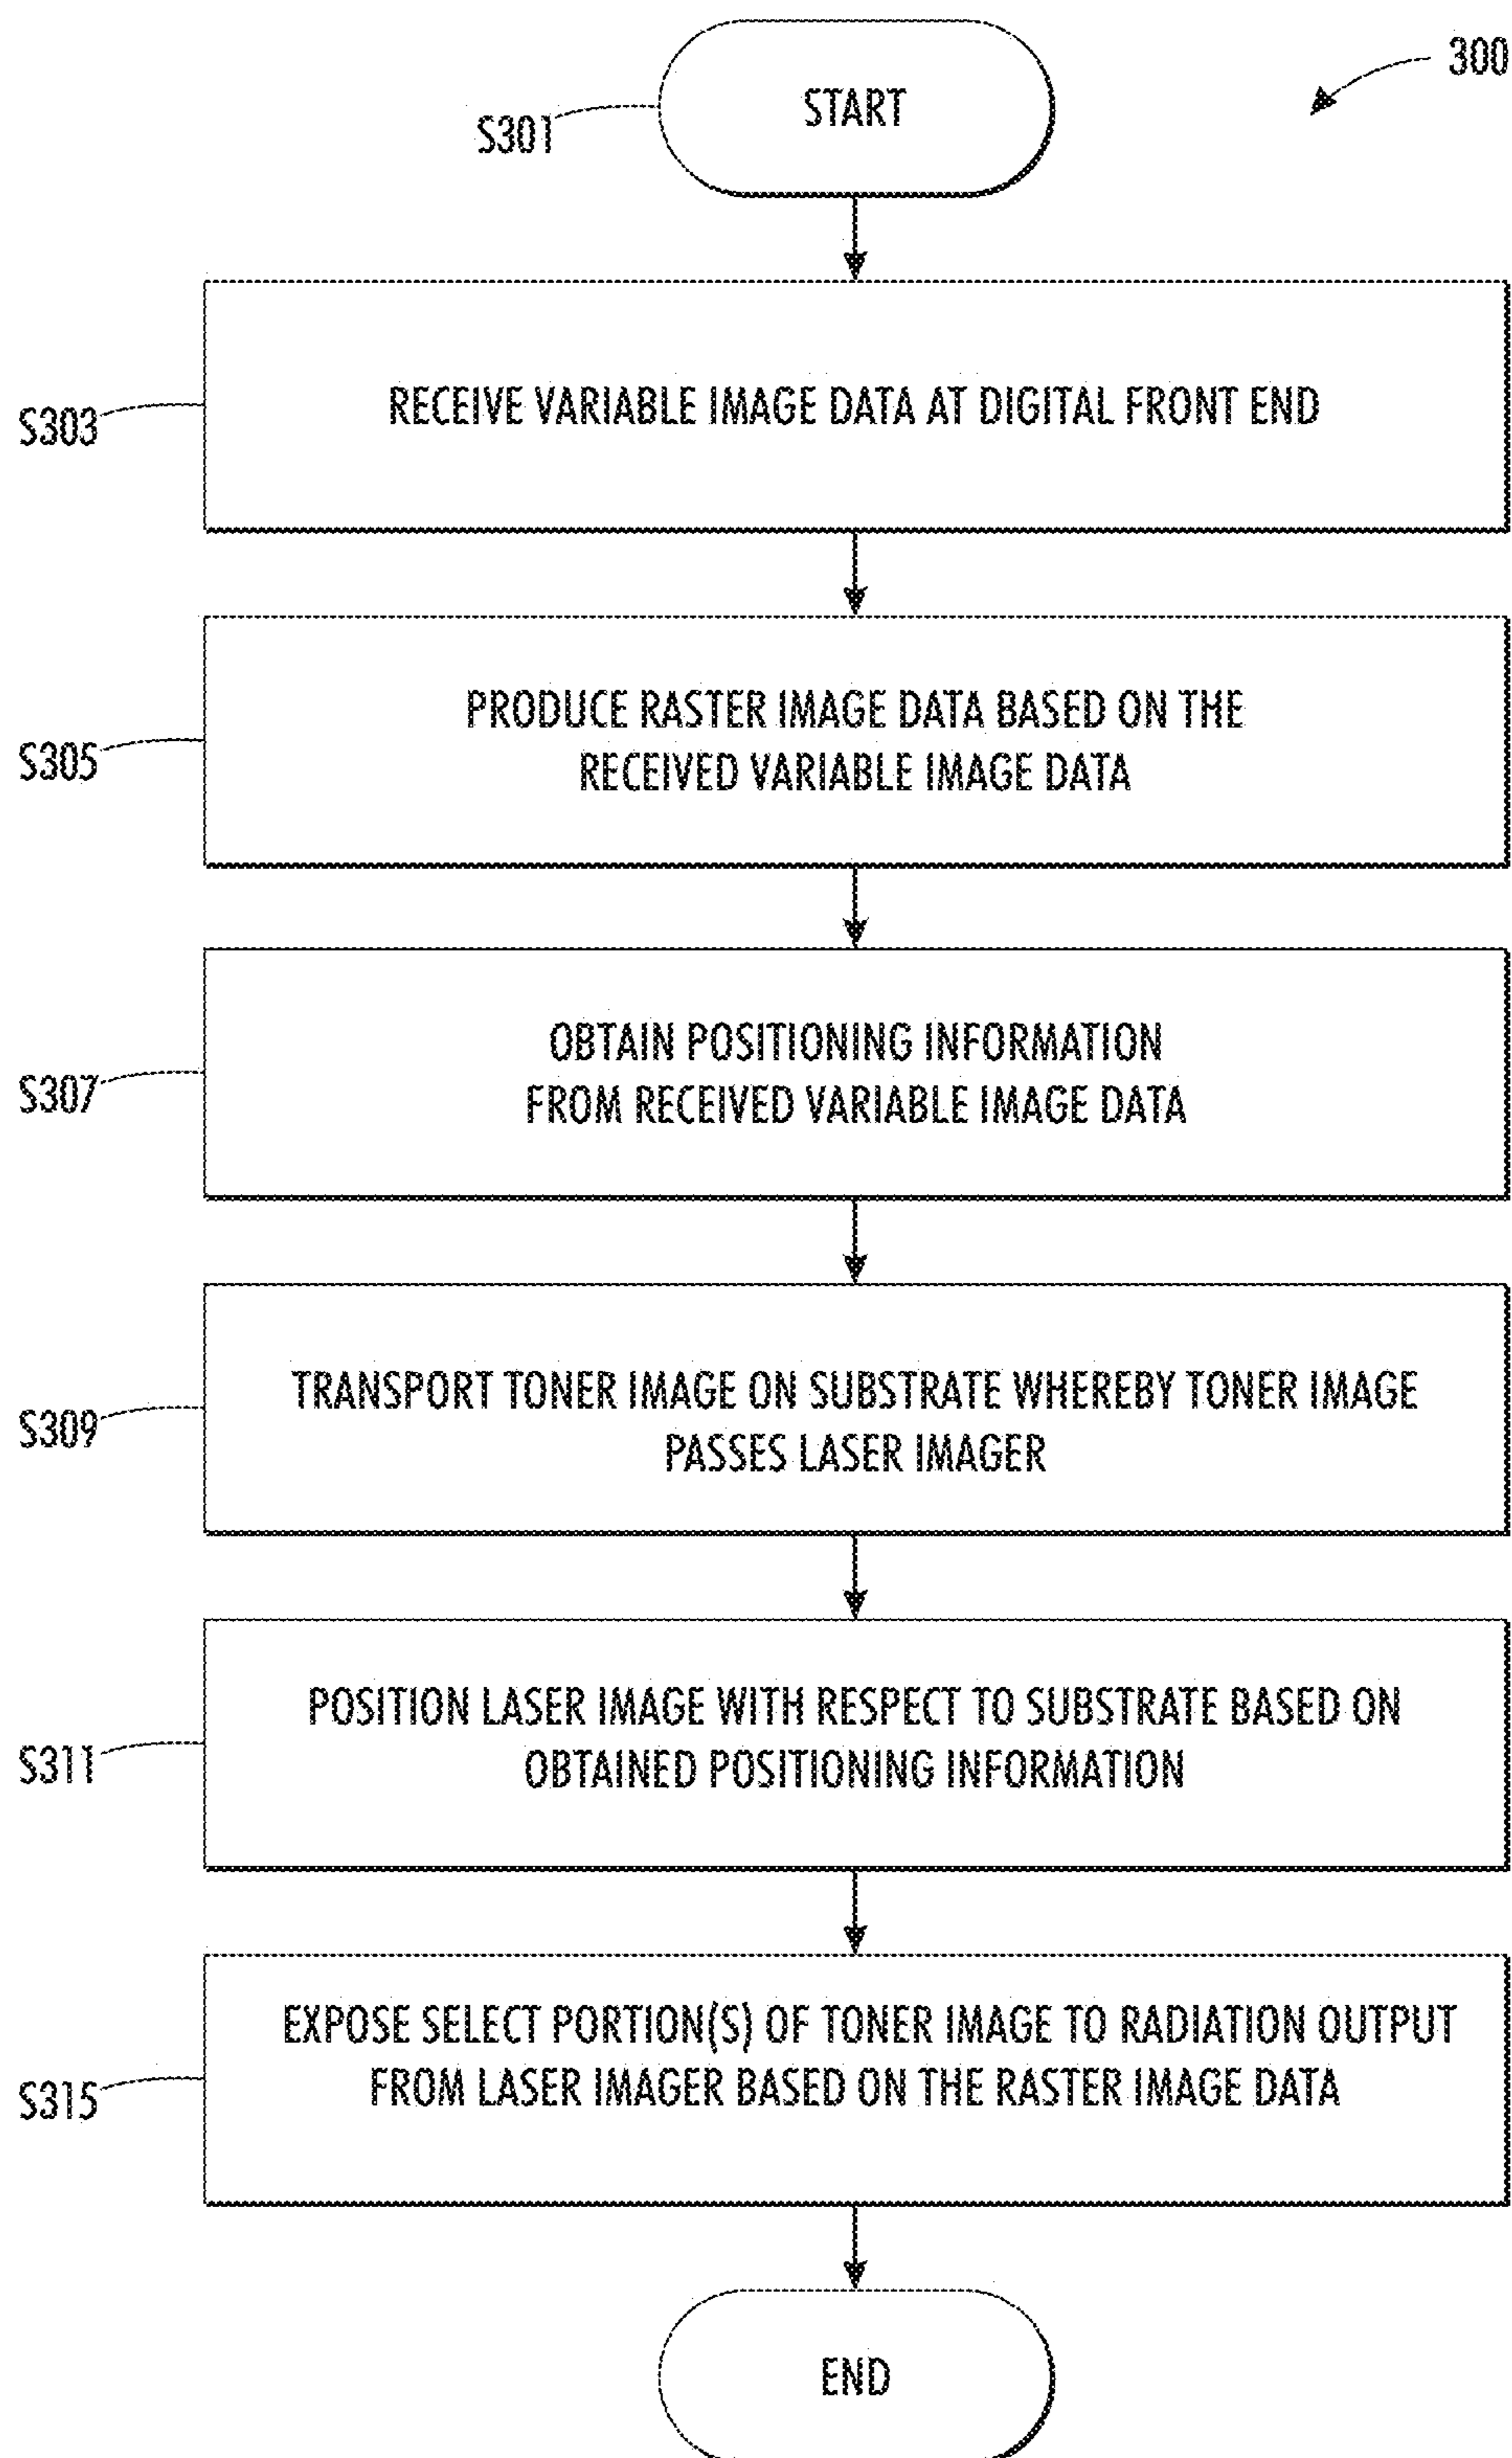 300
S301
START
S303
RECEIVE VARIABLE IMAGE DATA AT DIGITAL FRONT END
S305
PRODUCE RASTER IMAGE DATA BASED ON THE
RECEIVED VARIABLE IMAGE DATA
S307
OBTAIN POSITIONING INFORMATION
FROM RECEIVED VARIABLE IMAGE DATA
S309
TRANSPORT TONER IMAGE ON SUBSTRATE WHEREBY TONER IMAGE
PASSES LASER IMAGER
S311
POSITION LASER IMAGE WITH RESPECT TO SUBSTRATE BASED ON
OBTAINED POSITIONING INFORMATION
S315
EXPOSE SELECT PORTION(S) OF TONER IMAGE TO RADIATION OUTPUT
FROM LASER IMAGER BASED ON THE RASTER IMAGE DATA
END